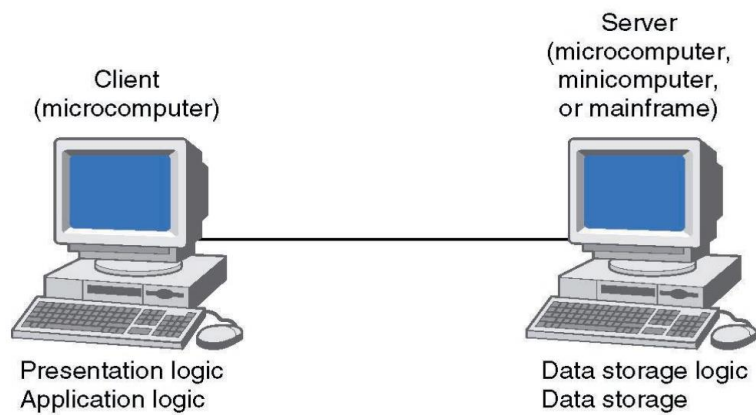 Client
(microcomputer)
Server
(microcomputer,
minicomputer,
or mainframe)
Presentation logic
Application logic
Data storage logic
Data storage